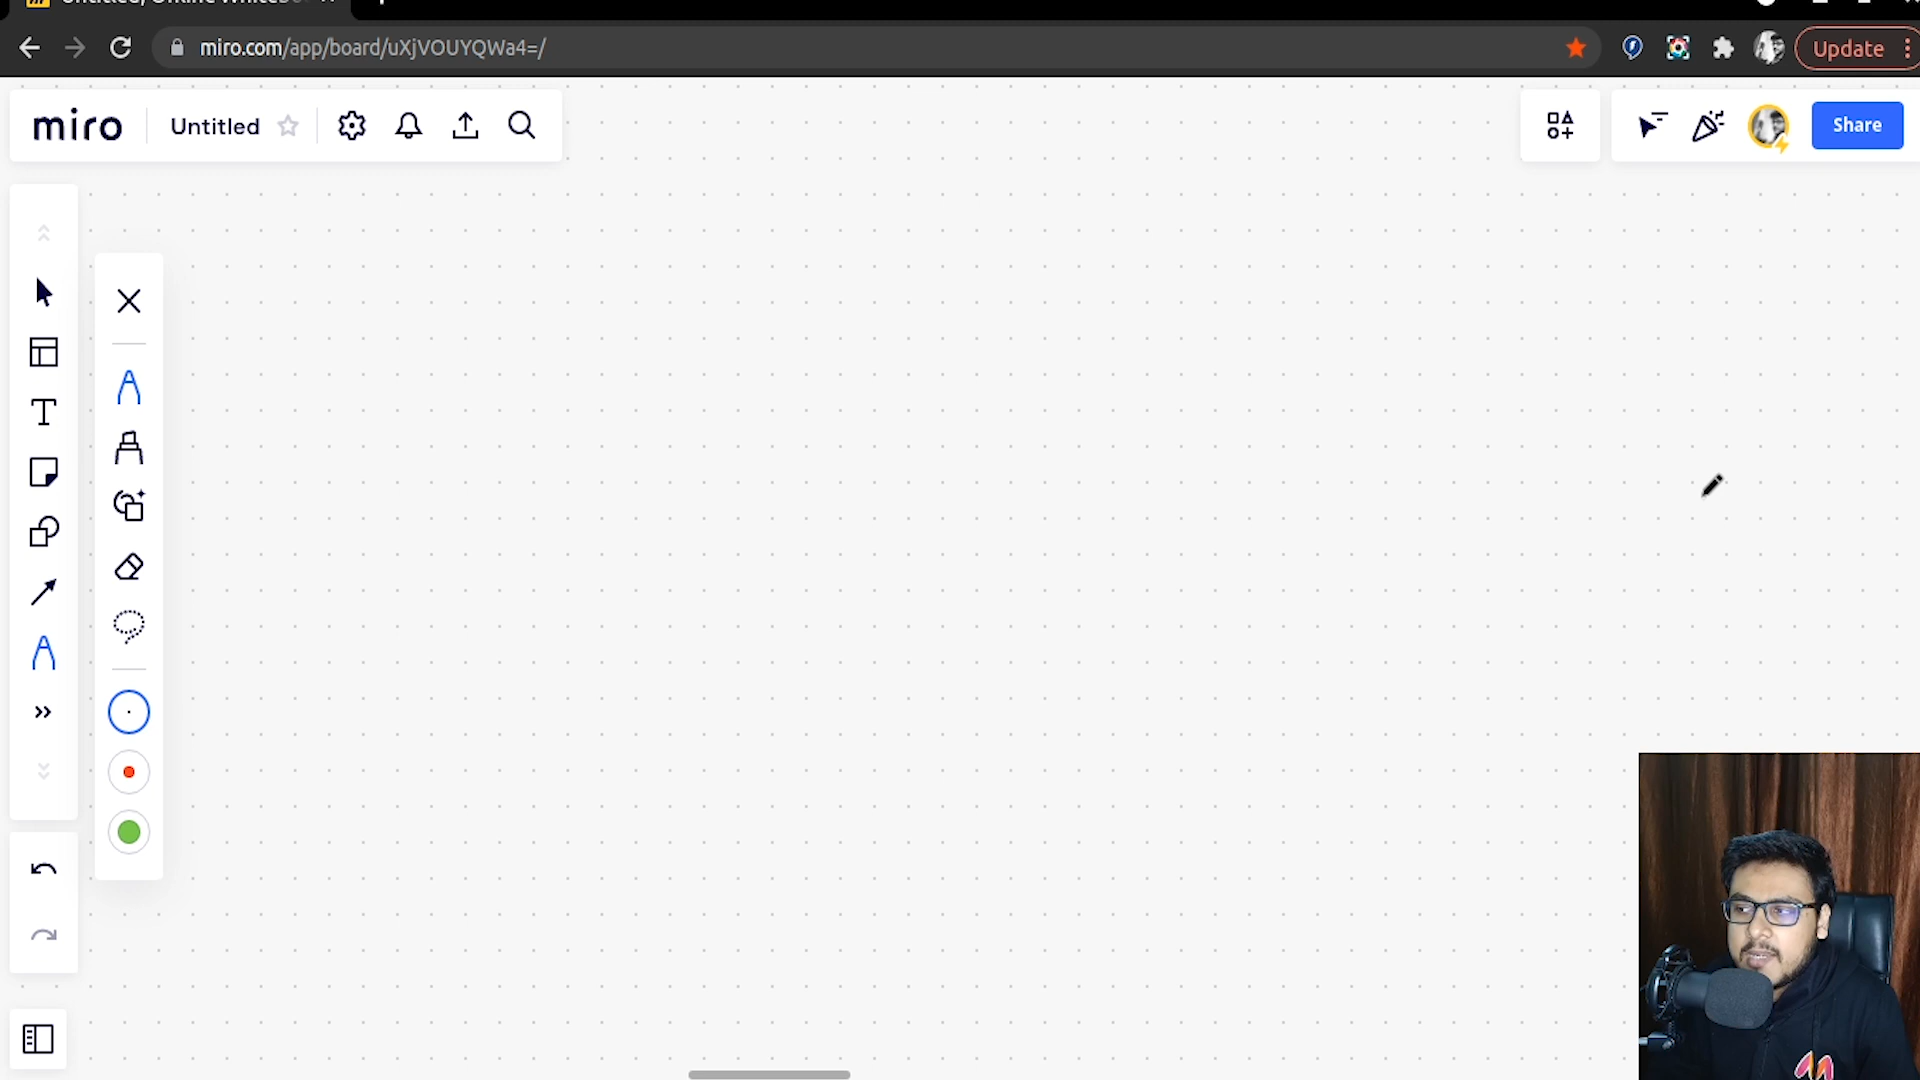 miro.com/app/board/uXjVOUYQWa4=/
Update
miro
Untitled
Share